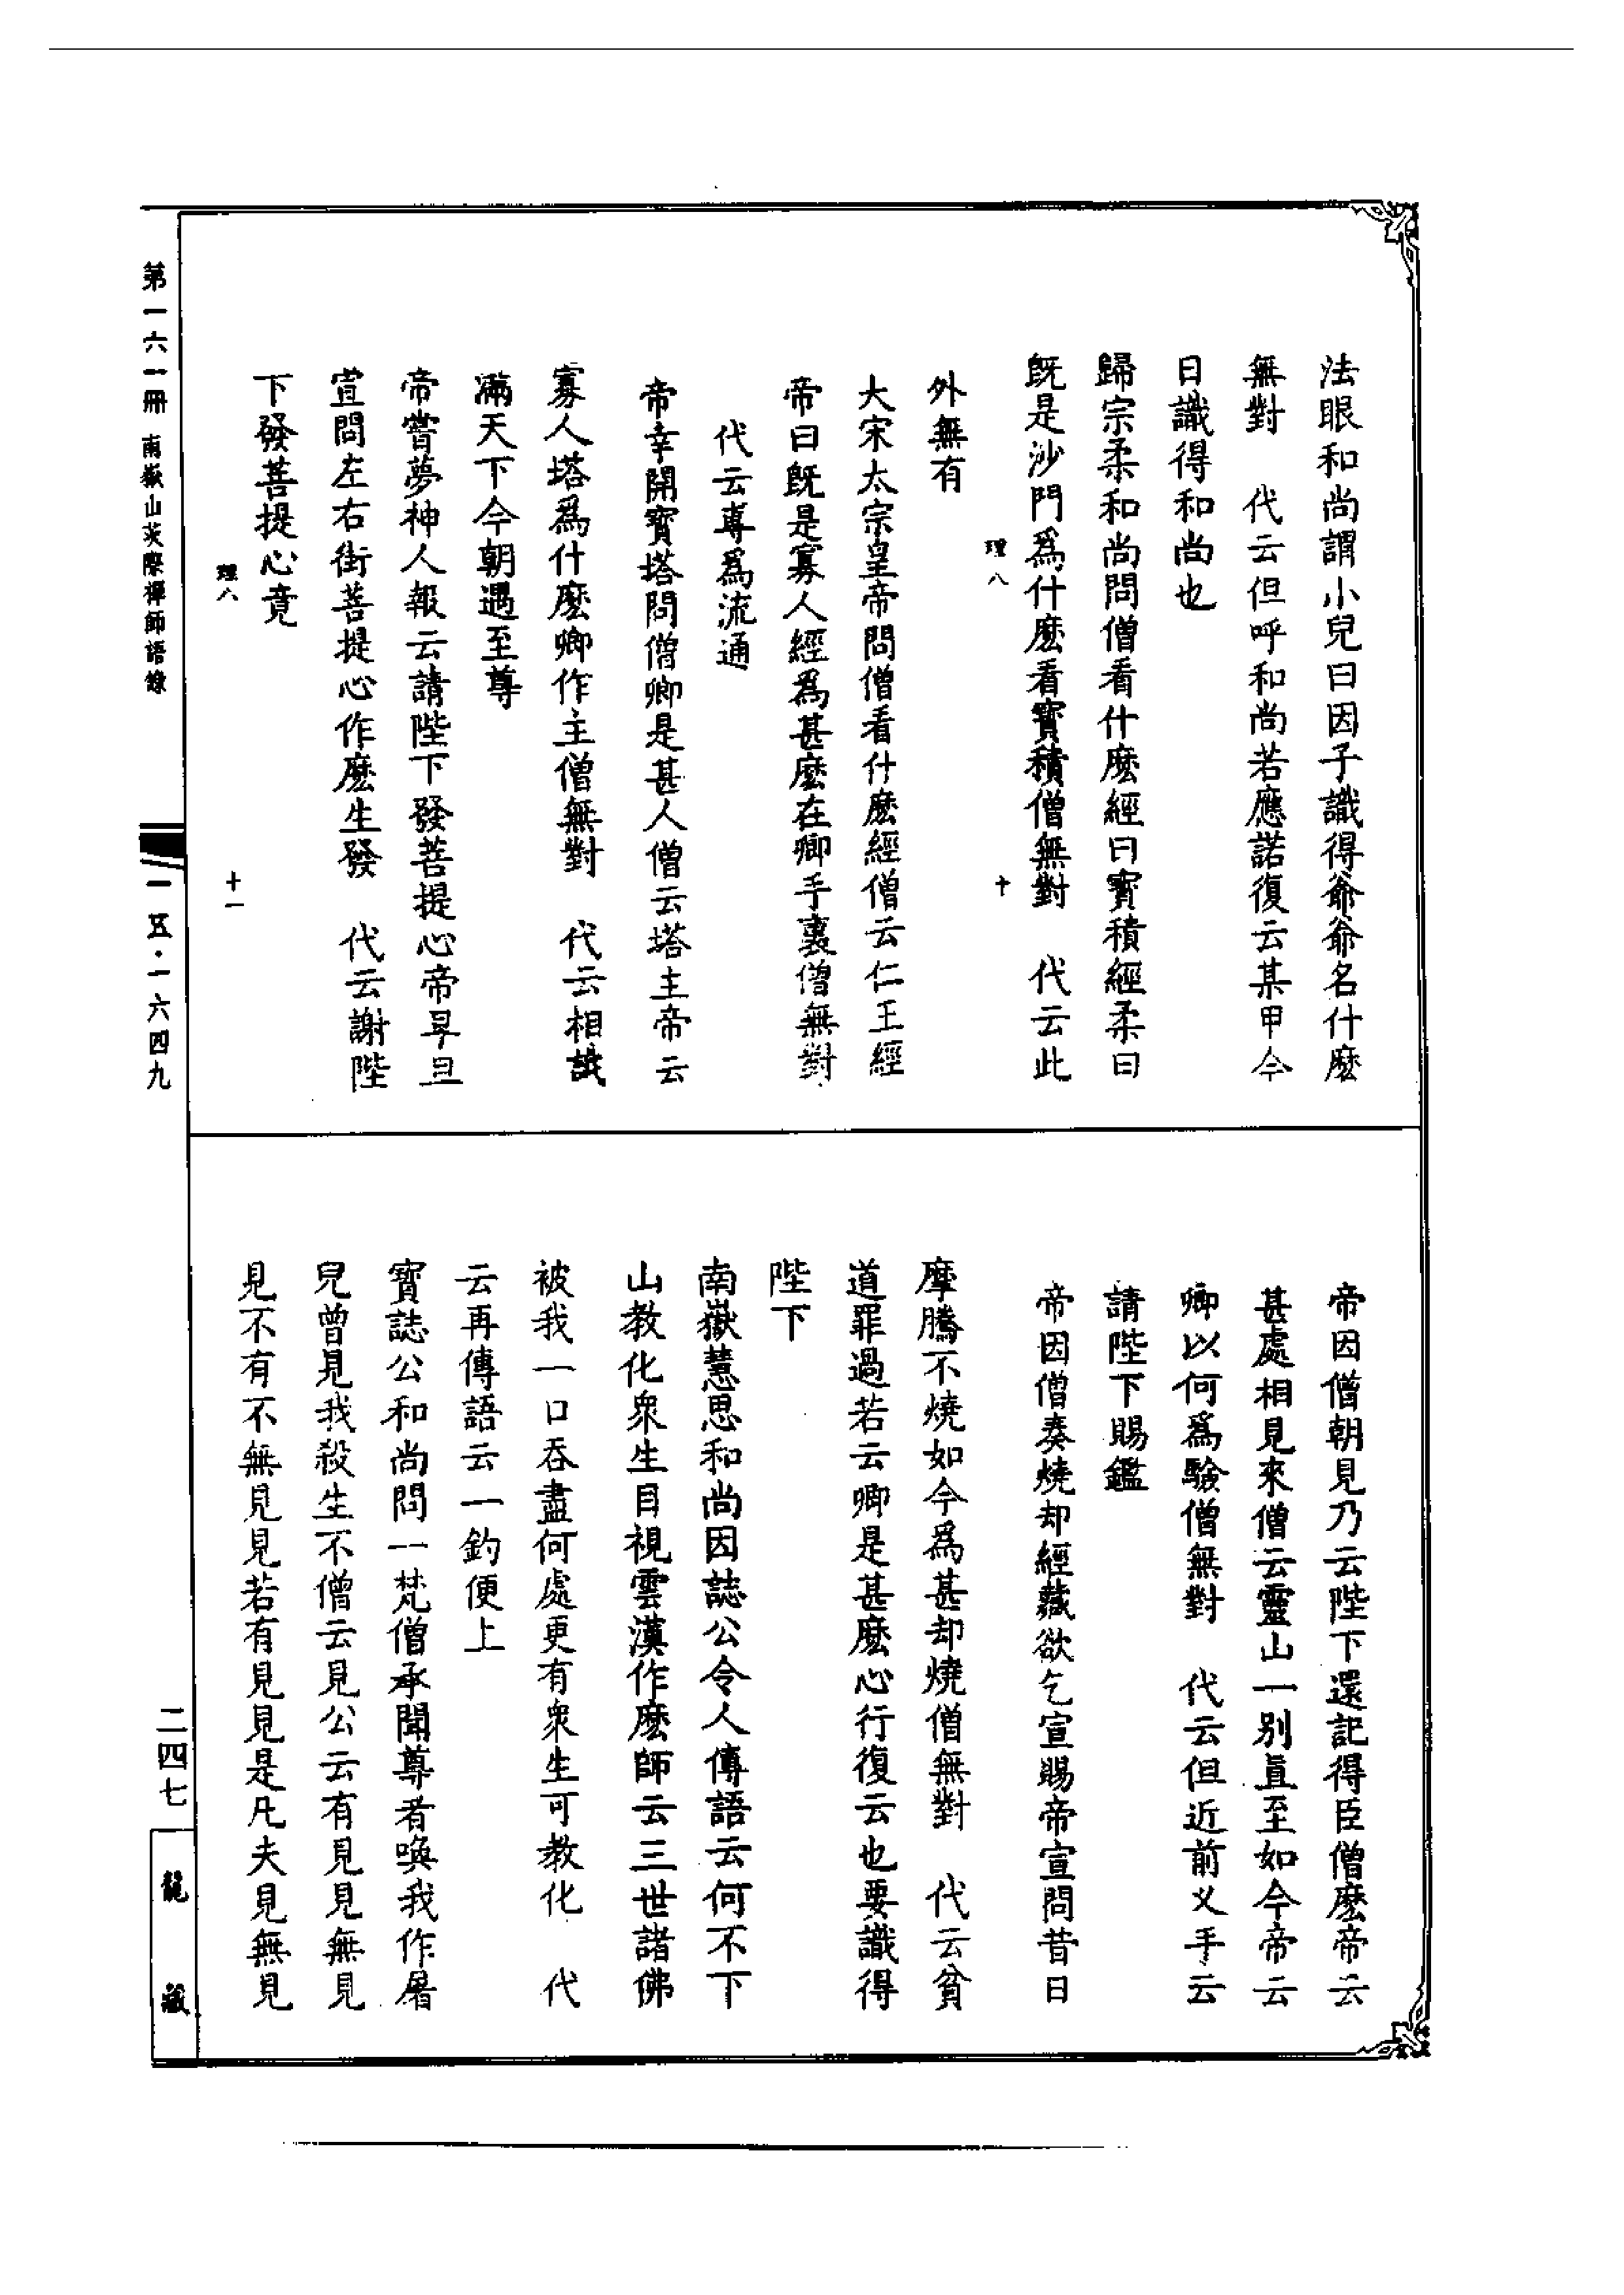 法眼和尚謂小兒曰因子識得爺爺名什麽
無對　代云但呼和尚若應諾復云某甲今
日識得和尚也
歸宗柔和尚問僧看什麽經曰寶積經柔曰
既是沙門爲什麽看寶積僧無對　代云此
理八　十
外無有
大宋太宗皇帝問僧看什麽經僧云仁王經
帝曰既是寡人經爲甚麽在卿手裏僧無對
代云專爲流通
帝幸開寶塔問僧卿是甚人僧云塔主帝云
寡人塔爲什麽卿作主僧無對　代云相誠
滿天下今朝遇至尊
帝嘗夢神人報云請陛下發菩提心帝早旦
宣問左右街菩提心作麽生發　代云謝陛
下發菩提心竟
理八　十一
帝因僧朝見乃云陛下還記得臣僧麽帝云
甚處相見來僧云靈山一別直至如今帝云
卿以何爲驗僧無對　代云但近前叉手云
請陛下賜鑑
帝因僧奏燒却經藏欲乞宣賜帝宣問昔日
摩騰不燒如今爲甚却燒僧無對　代云貧
道罪過若云卿是甚麽心行復云也要識得
陛下
南嶽慧思和尚因誌公令人傳語云何不下
山教化衆生目視雲漢作麽師云三世諸佛
被我一口吞盡何處更有衆生可教化　代
云再傳語云一釣便上
寶誌公和尚問一梵僧承聞尊者喚我作屠
兒曾見我殺生不僧云見公云有見見無見
見不有不無見見若有見見是凡夫見無見
第一六一冊　南嶽山茨際禪師語錄
一五·一六四九
二四七
龍藏